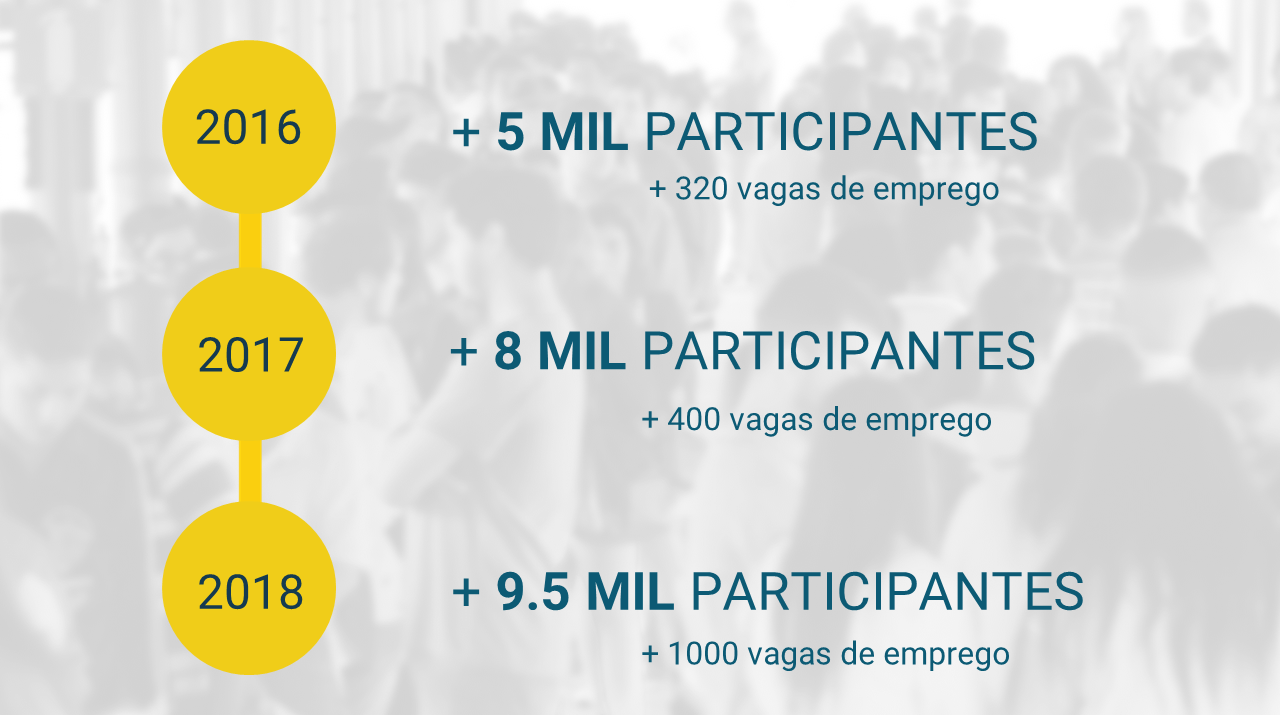 2016
+ 5 MIL PARTICIPANTES
+ 320 vagas de emprego
2017
+ 8 MIL PARTICIPANTES
+ 400 vagas de emprego
2018
+ 9.5 MIL PARTICIPANTES
+ 1000 vagas de emprego